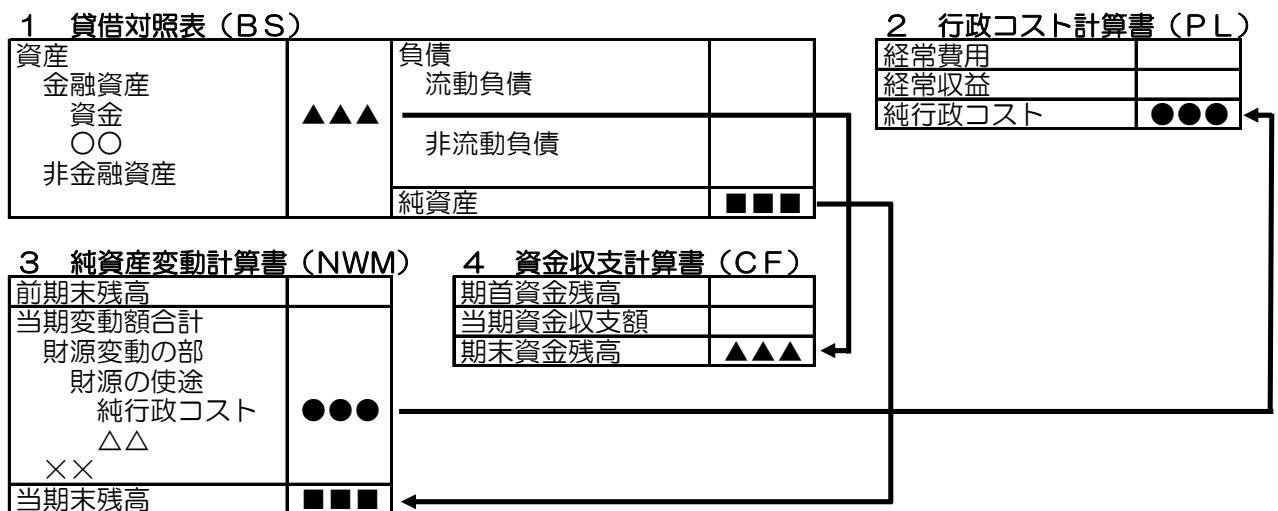 １　貸借対照表（ＢＳ）
資産
金融資産
資金
○○
非金融資産
▲▲▲
負債
流動負債
非流動負債
純資産
■■■
２　行政コスト計算書（ＰＬ）
経常費用
経常収益
純行政コスト
●●●
３　純資産変動計算書（ＮＷＭ）
前期末残高
当期変動額合計
財源変動の部
財源の使途
純行政コスト
●●●
△△
××
当期末残高
■■■
４　資金収支計算書（ＣＦ）
期首資金残高
当期資金収支額
期末資金残高
▲▲▲